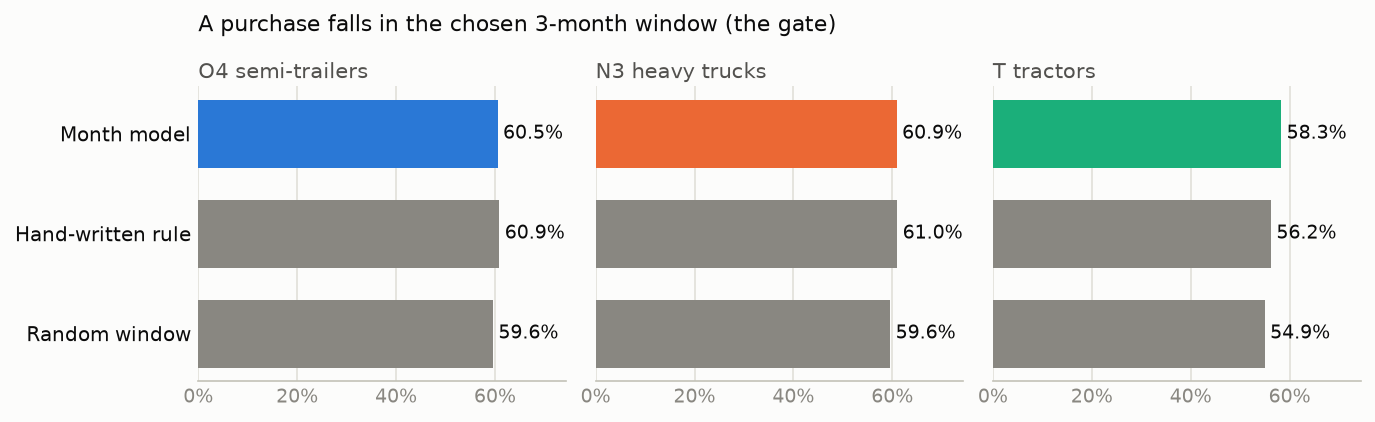 A purchase falls in the chosen 3-month window (the gate)
O4 semi-trailers
N3 heavy trucks
T tractors
Month model
60.5%
60.9%
58.3%
Hand-written rule
60.9%
61.0%
56.2%
Random window
59.6%
59.6%
54.9%
0% 20% 40% 60%
0% 20% 40% 60%
0% 20% 40% 60%